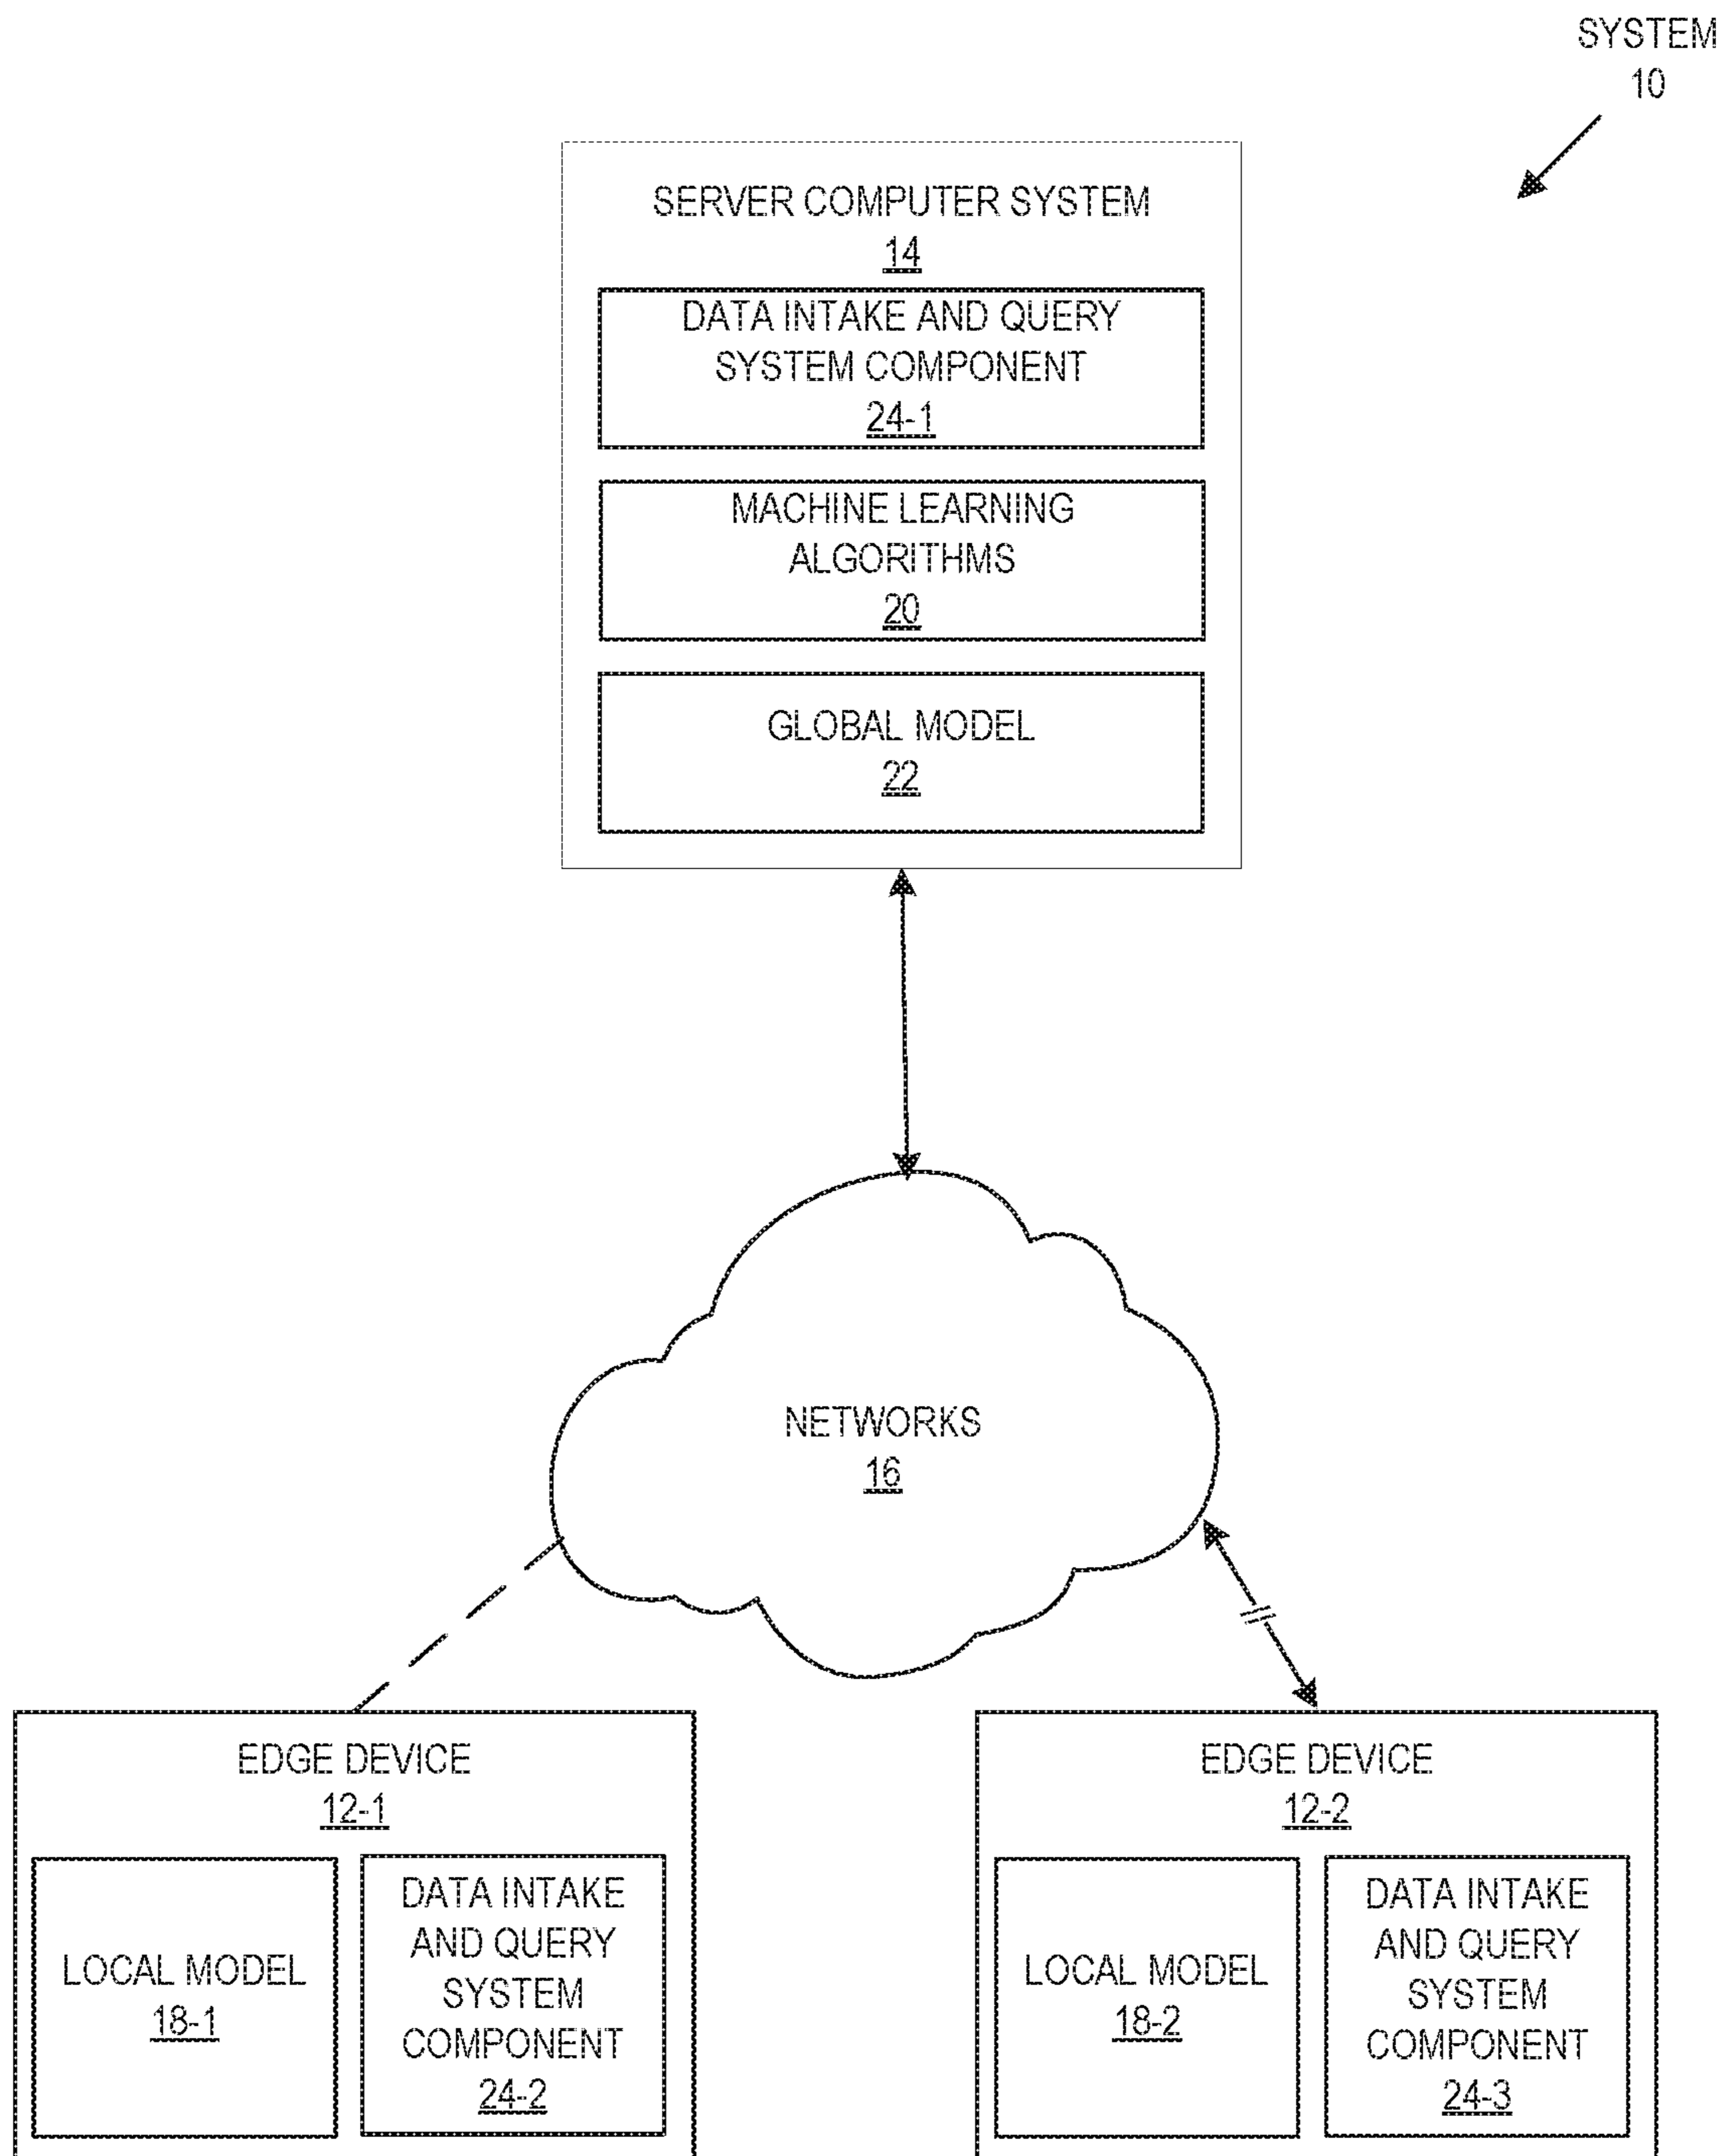 SYSTEM
10
SERVER COMPUTER SYSTEM
14
DATA INTAKE AND QUERY
SYSTEM COMPONENT
24-1
MACHINE LEARNING
ALGORITHMS
20
GLOBAL MODEL
22
NETWORKS
16
EDGE DEVICE
12-1
LOCAL MODEL
18-1
DATA INTAKE
AND QUERY
SYSTEM
COMPONENT
24-2
EDGE DEVICE
12-2
LOCAL MODEL
18-2
DATA INTAKE
AND QUERY
SYSTEM
COMPONENT
24-3